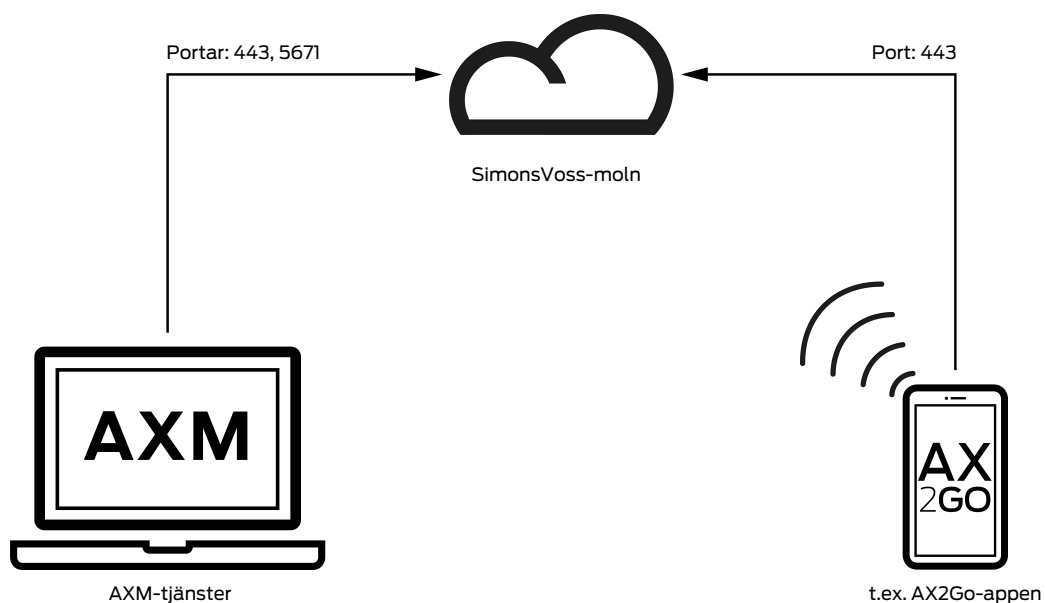 Portar: 443, 5671
Port: 443
SimonsVoss-moln
AXM
AX
2GO
AXM-tjänster
t.ex. AX2Go-appen